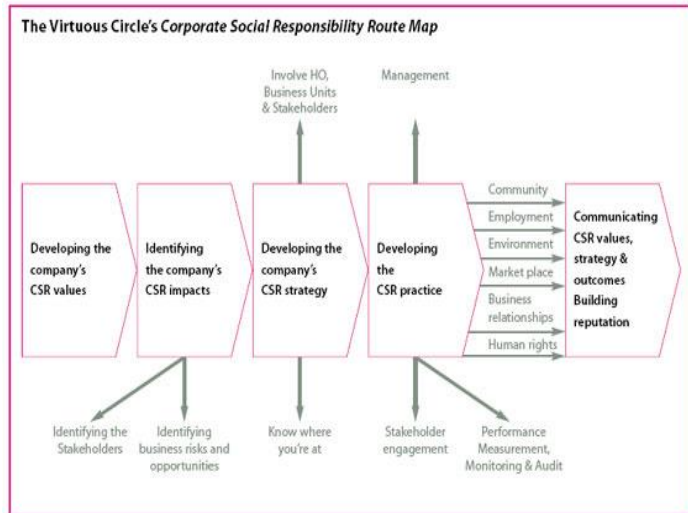 The Virtuous Circle's Corporate Social Responsibility Route Map
Involve HO,
Business Units
& Stakeholders
Management
Developing the
company's
CSR values
Identifying
the company's
CSR impacts
Developing the
company's
CSR strategy
Developing
the
CSR practice
Community
Employment
Environment
Market place
Business
relationships
Human rights
Communicating
CSR values,
strategy &
outcomes
Building
reputation
Identifying the
Stakeholders
Identifying
business risks and
opportunities
Know where
you're at
Stakeholder
engagement
Performance
Measurement,
Monitoring & Audit